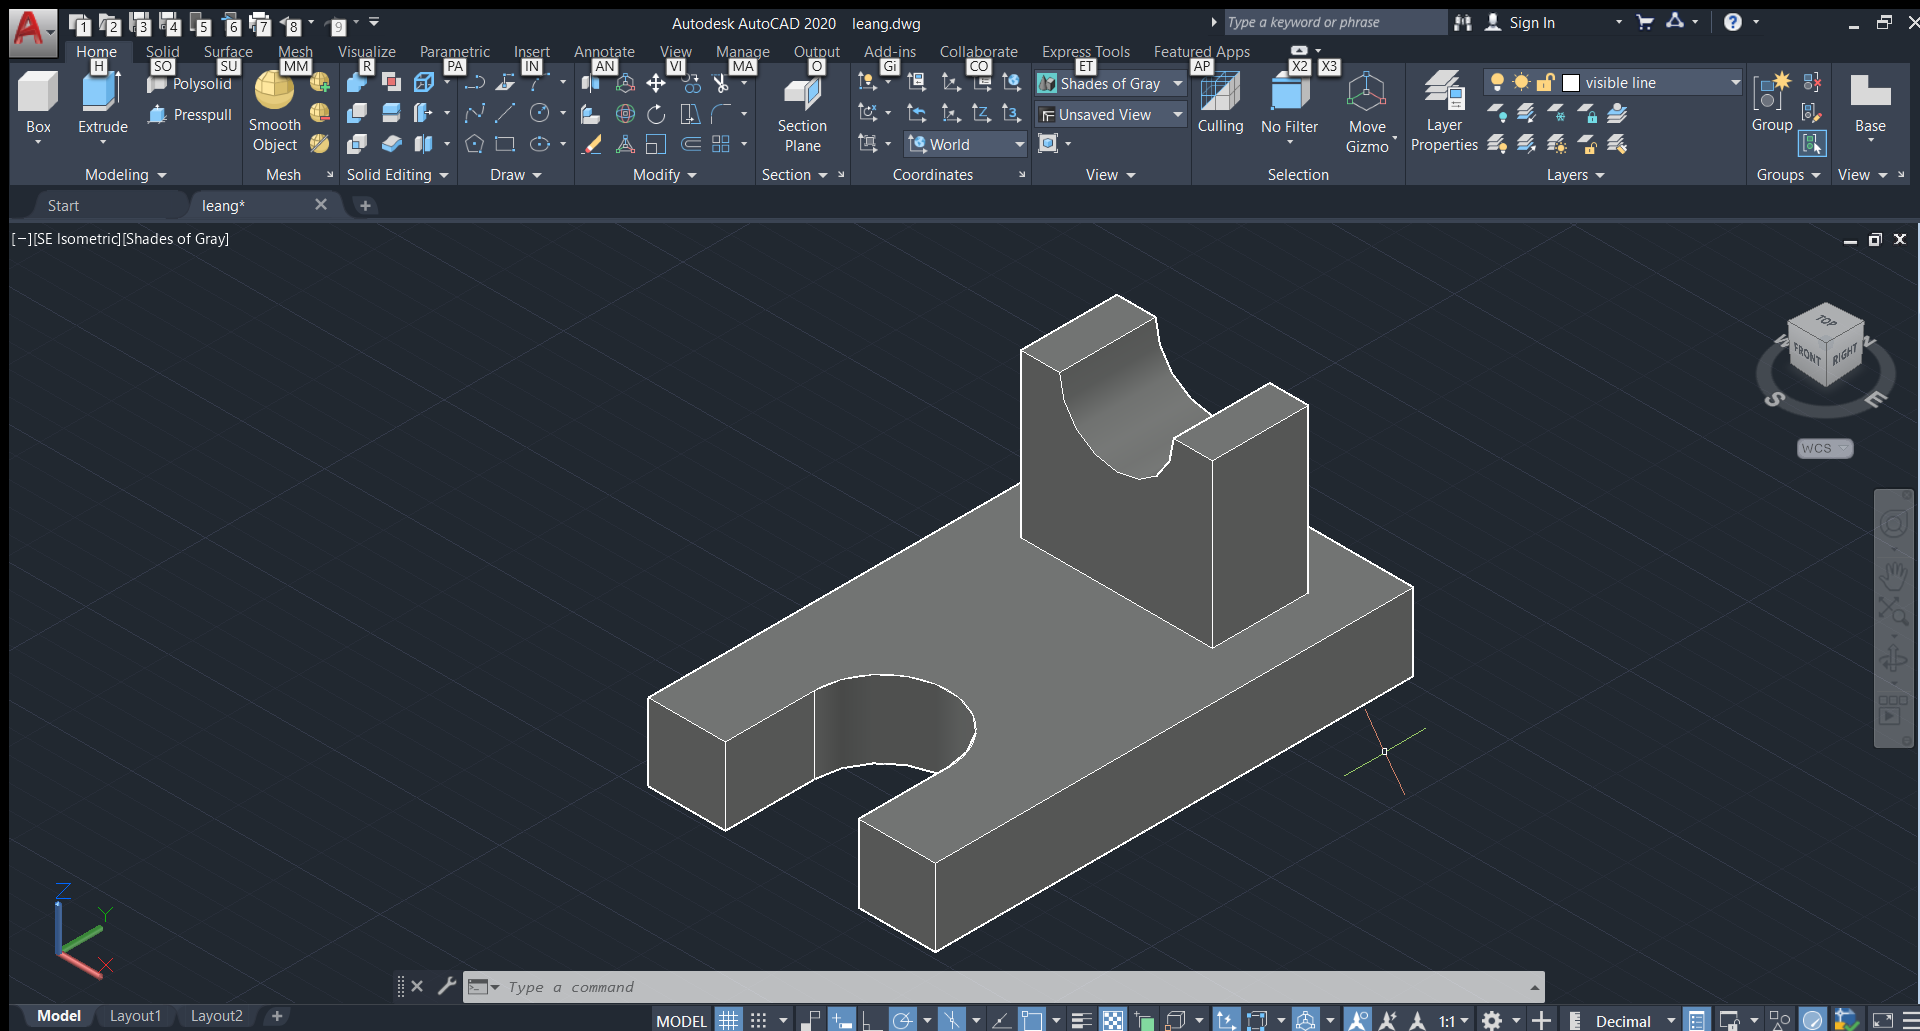 1 2 3 4 5 6 7 8 9
Autodesk AutoCAD 2020 leang.dwg
Type a keyword or phrase
Sign In
Home Solid Surface Mesh Visualize Parametric Insert Annotate View Manage Output Add-ins Collaborate Express Tools Featured Apps
H SO SU MM R PA IN AN VI MA O Gi CO ET AP X2 X3
Polysolid
Presspull
Box
Extrude
Smooth
Object
Section
Plane
World
Shades of Gray
Unsaved View
Culling
No Filter
Move
Gizmo
Layer
Properties
visible line
Group
Base
Modeling Mesh Solid Editing Draw Modify Section Coordinates View Selection Layers Groups View
Start leang*
[−][SE Isometric][Shades of Gray]
TOP
FRONT
RIGHT
W
N
S
E
WCS
Z
Y
X
Type a command
Model Layout1 Layout2
MODEL 1:1 Decimal